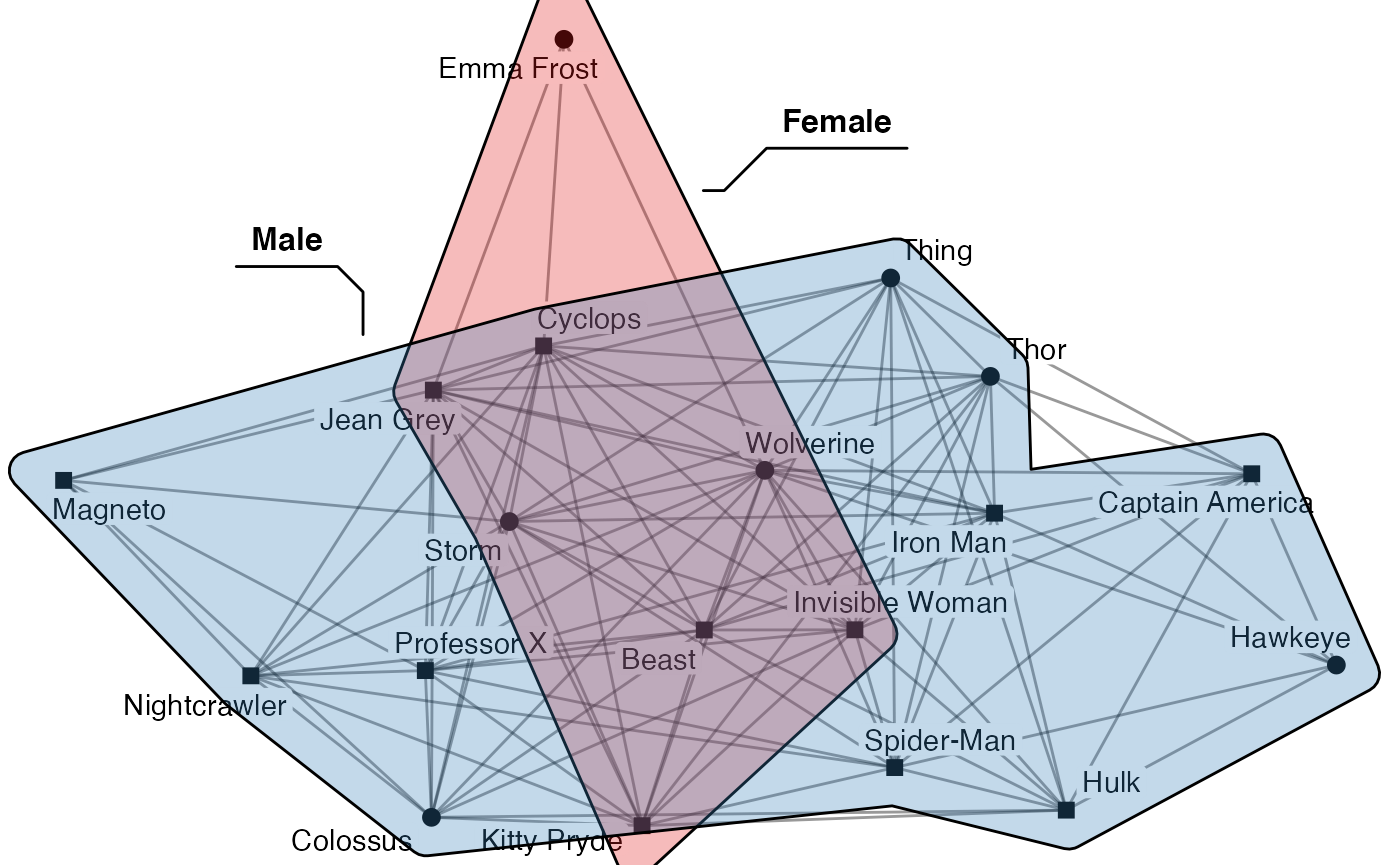 Emma Frost
Female
Male
Thing
Cyclops
Thor
Jean Grey
Wolverine
Magneto
Captain America
Storm
Iron Man
Invisible Woman
Professor X
Beast
Hawkeye
Nightcrawler
Spider-Man
Hulk
Colossus
Kitty Pryde